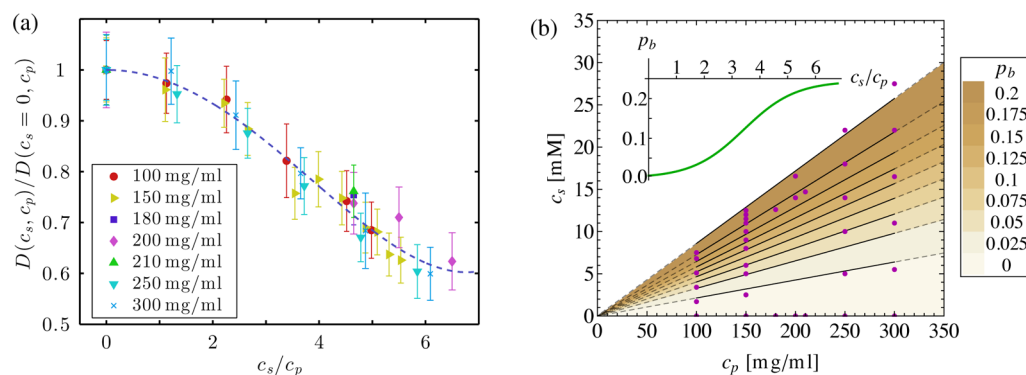 (a)
D(c_s, c_p)/D(c_s = 0, c_p)
1
0.9
0.8
0.7
0.6
0.5
100 mg/ml
150 mg/ml
180 mg/ml
200 mg/ml
210 mg/ml
250 mg/ml
300 mg/ml
0 2 4 6
c_s/c_p
(b)
c_s [mM]
35
30
25
20
15
10
5
0
p_b
1 2 3 4 5 6
c_s/c_p
0.2
0.1
0.0
0 50 100 150 200 250 300 350
c_p [mg/ml]
p_b
0.2
0.175
0.15
0.125
0.1
0.075
0.05
0.025
0